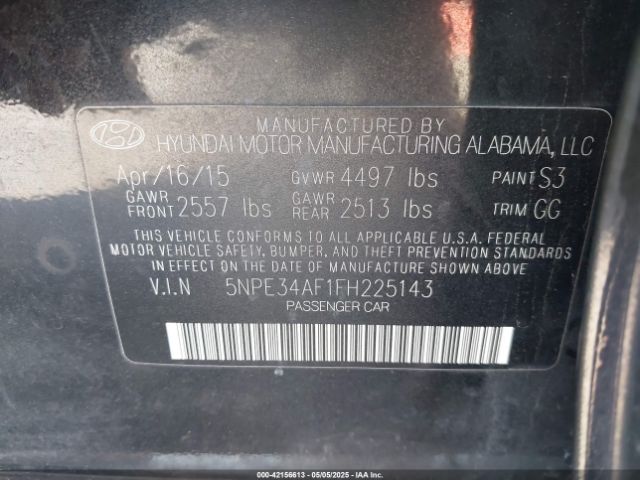 MANUFACTURED BY
HYUNDAI MOTOR MANUFACTURING ALABAMA, LLC
Apr/16/15 GVWR 4497 lbs PAINT S3
GAWR FRONT 2557 lbs GAWR REAR 2513 lbs TRIM GG
THIS VEHICLE CONFORMS TO ALL APPLICABLE U.S.A. FEDERAL
MOTOR VEHICLE SAFETY, BUMPER, AND THEFT PREVENTION STANDARDS
IN EFFECT ON THE DATE OF MANUFACTURE SHOWN ABOVE.
V.I.N 5NPE34AF1FH225143
PASSENGER CAR
000-42156613 - 05/05/2025 - Copyright © IAA, Inc.